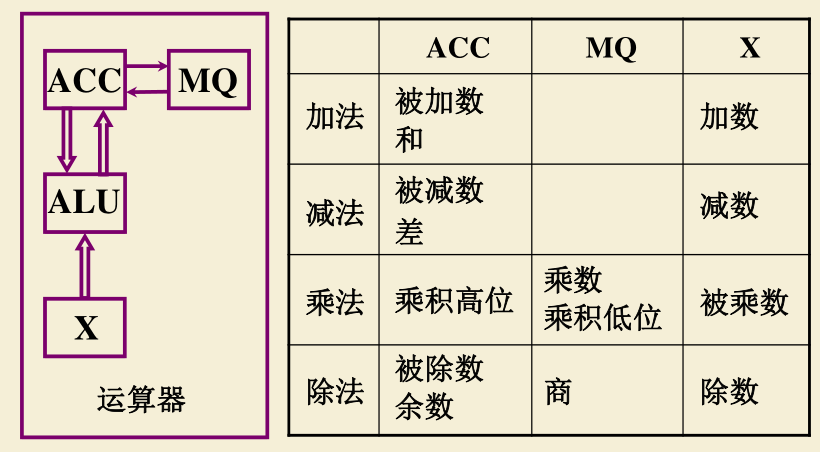 ACC
MQ
ALU
X
运算器
ACC MQ X
加法
被加数
和
加数
减法
被减数
差
减数
乘法
乘积高位
乘数
乘积低位
被乘数
除法
被除数
余数
商
除数